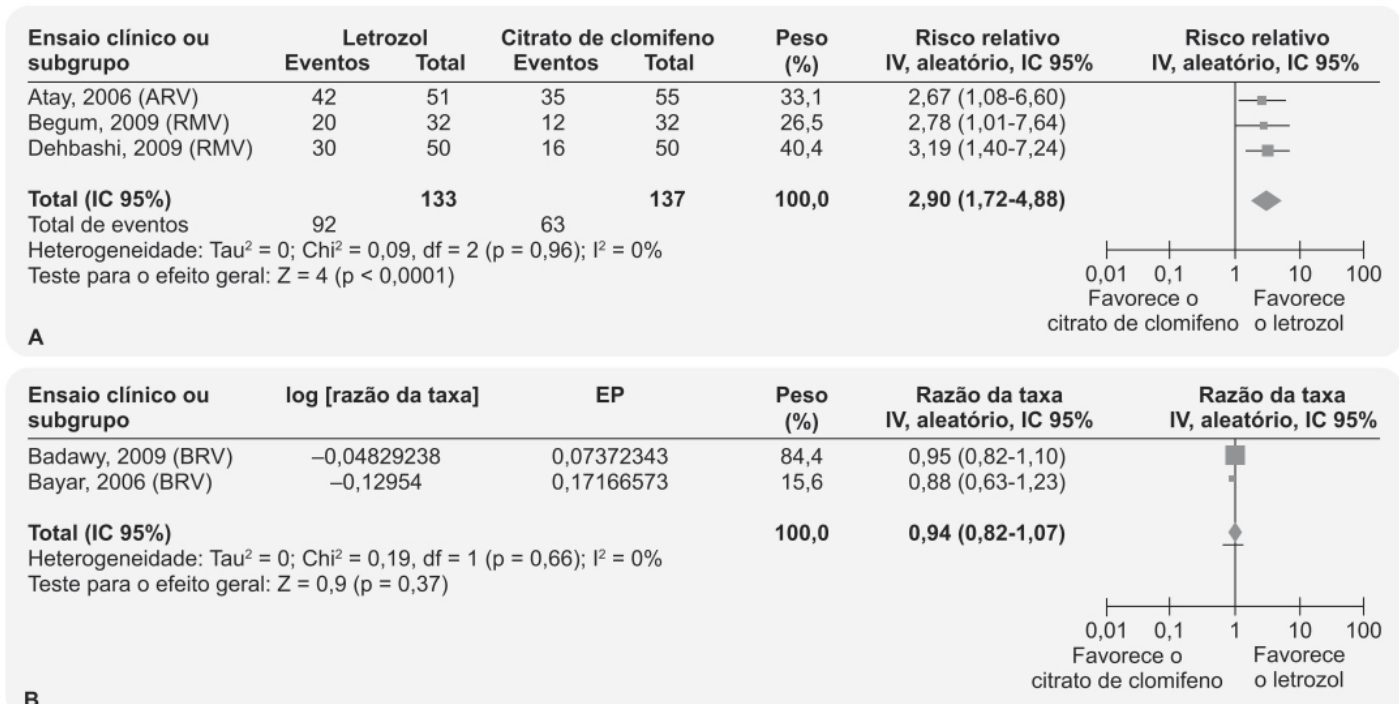 Ensaio clínico ou Letrozol Citrato de clomifeno Peso Risco relativo Risco relativo
subgrupo Eventos Total Eventos Total (%) IV, aleatório, IC 95% IV, aleatório, IC 95%
Atay, 2006 (ARV) 42 51 35 55 33,1 2,67 (1,08-6,60)
Begum, 2009 (RMV) 20 32 12 32 26,5 2,78 (1,01-7,64)
Dehbashi, 2009 (RMV) 30 50 16 50 40,4 3,19 (1,40-7,24)
Total (IC 95%) 133 137 100,0 2,90 (1,72-4,88)
Total de eventos 92 63
Heterogeneidade: Tau² = 0; Chi² = 0,09, df = 2 (p = 0,96); I² = 0%
Teste para o efeito geral: Z = 4 (p < 0,0001)
0,01 0,1 1 10 100
Favorece o Favorece
citrato de clomifeno o letrozol
A
Ensaio clínico ou log [razão da taxa] EP Peso Razão da taxa Razão da taxa
subgrupo (%) IV, aleatório, IC 95% IV, aleatório, IC 95%
Badawy, 2009 (BRV) –0,04829238 0,07372343 84,4 0,95 (0,82-1,10)
Bayar, 2006 (BRV) –0,12954 0,17166573 15,6 0,88 (0,63-1,23)
Total (IC 95%) 100,0 0,94 (0,82-1,07)
Heterogeneidade: Tau² = 0; Chi² = 0,19, df = 1 (p = 0,66); I² = 0%
Teste para o efeito geral: Z = 0,9 (p = 0,37)
0,01 0,1 1 10 100
Favorece o Favorece
citrato de clomifeno o letrozol
B